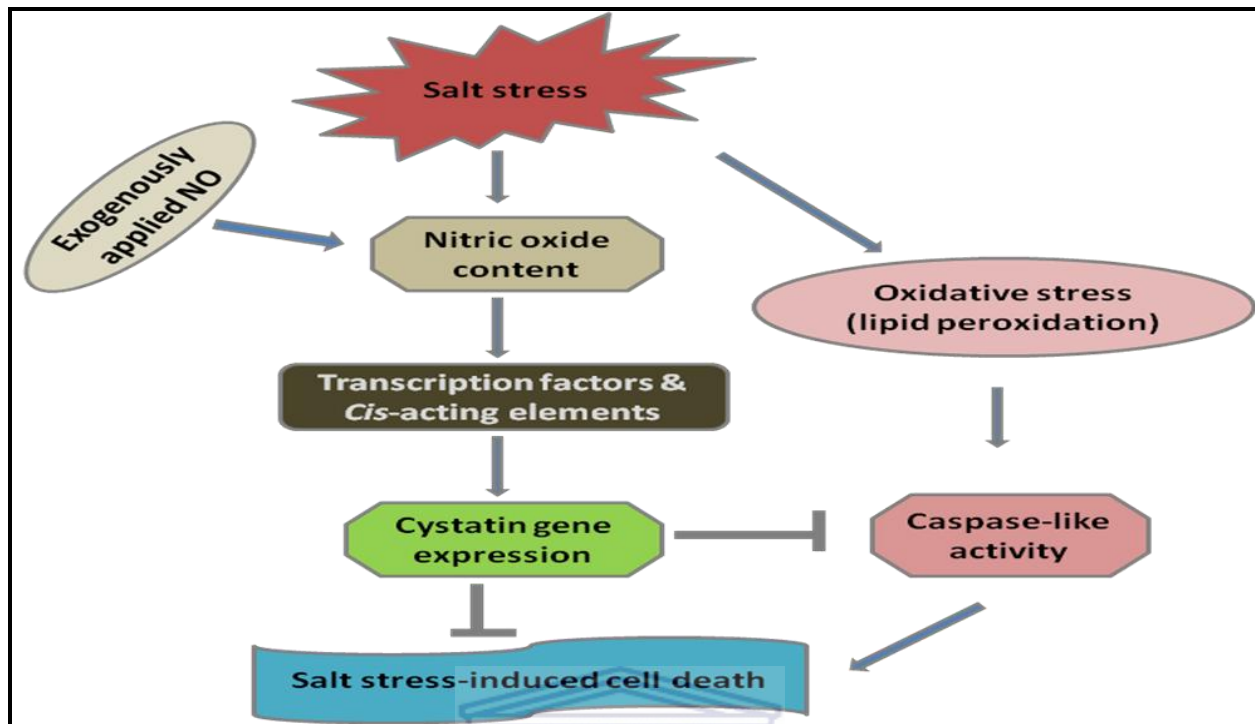 Salt stress
Exogenously
applied NO
Nitric oxide
content
Oxidative stress
(lipid peroxidation)
Transcription factors &
Cis-acting elements
Cystatin gene
expression
Caspase-like
activity
Salt stress-induced cell death